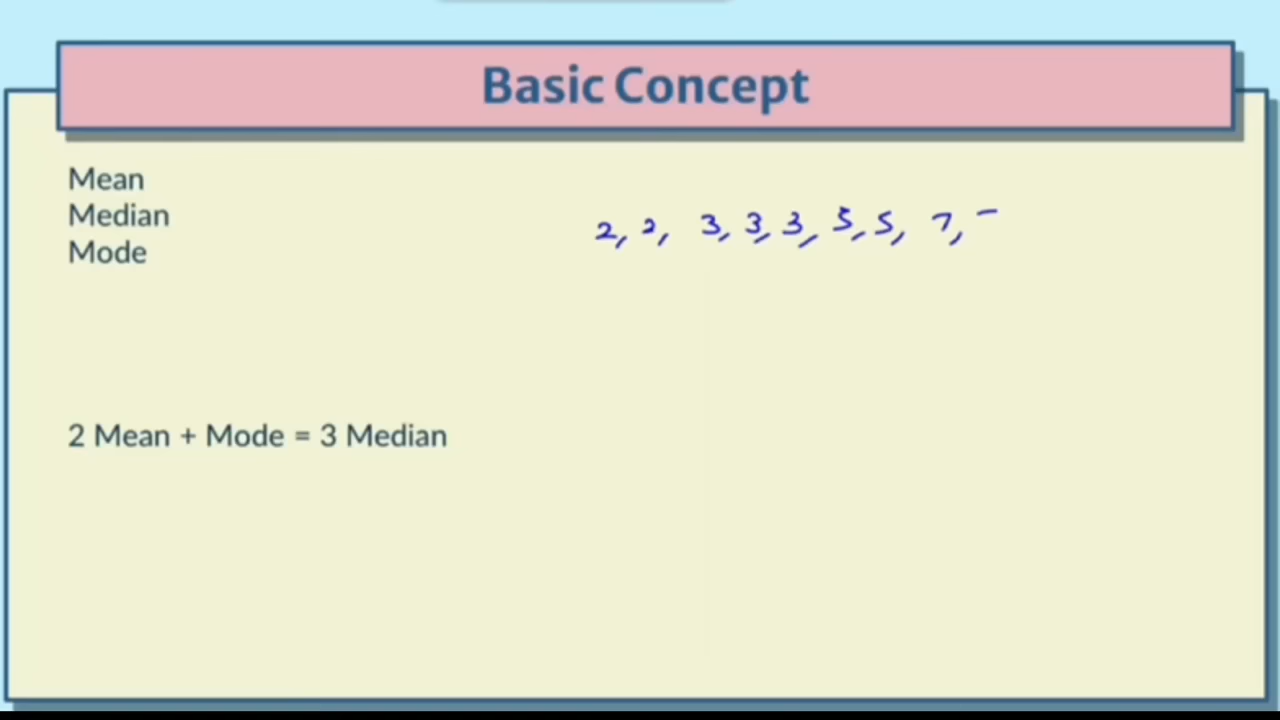 Basic Concept
Mean
Median
Mode
2, 2, 3, 3, 3, 5, 5, 7,
2 Mean + Mode = 3 Median